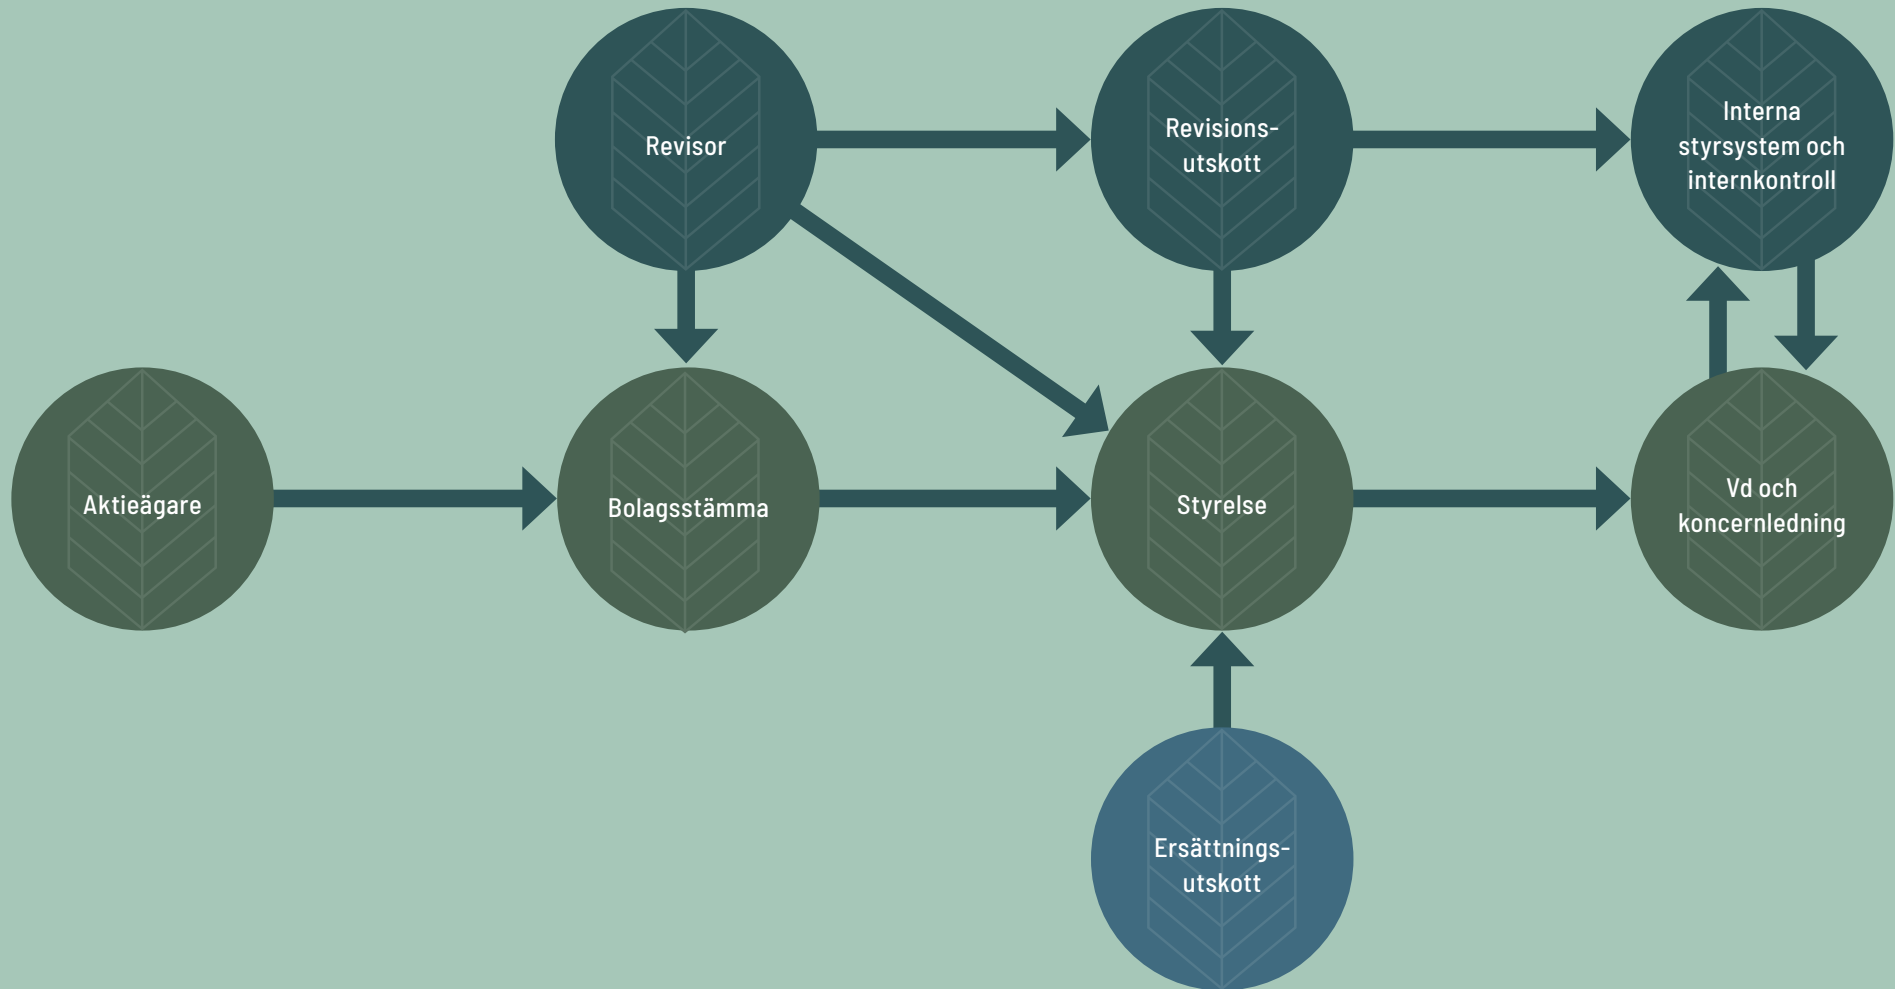 Revisor
Revisions-
utskott
Interna
styrsystem och
internkontroll
Aktieägare
Bolagsstämma
Styrelse
Vd och
koncernledning
Ersättnings-
utskott